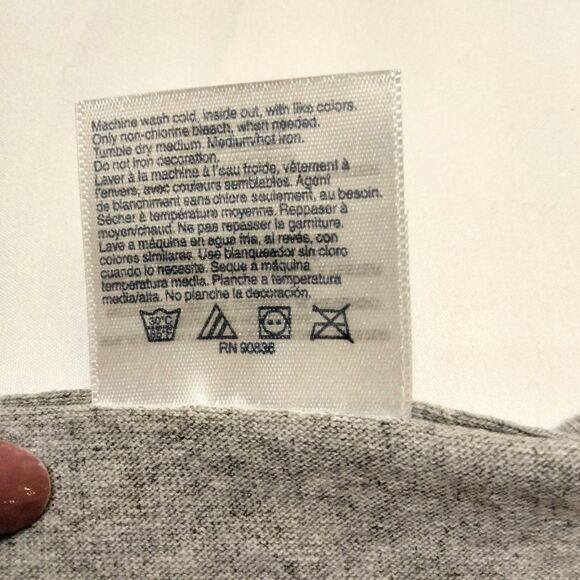 Machine wash cold, inside out, with like colors.
Only non-chlorine bleach, when needed.
Tumble dry medium. Medium/hot iron.
Do not iron decoration.
Laver à la machine à l'eau froide, vêtement à
l'envers, avec couleurs semblables. Agent
de blanchiment sans chlore seulement, au besoin.
Sécher à température moyenne. Repasser à
moyen/chaud. Ne pas repasser la garniture.
Lave a máquina en agua fría, al revés, con
colores similares. Use blanqueador sin cloro
cuando lo necesite. Seque a máquina
temperatura media. Planche a temperatura
media/alta. No planche la decoración.
30°C
RN 90836